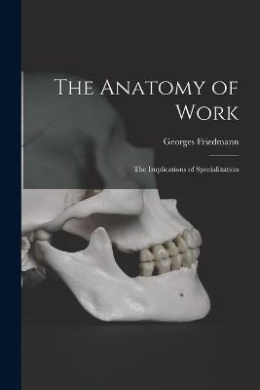 The Anatomy of
Work
Georges Friedmann
The Implications of Specialization